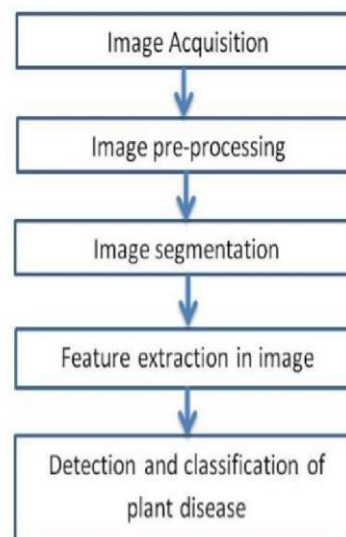 Image Acquisition
Image pre-processing
Image segmentation
Feature extraction in image
Detection and classification of
plant disease